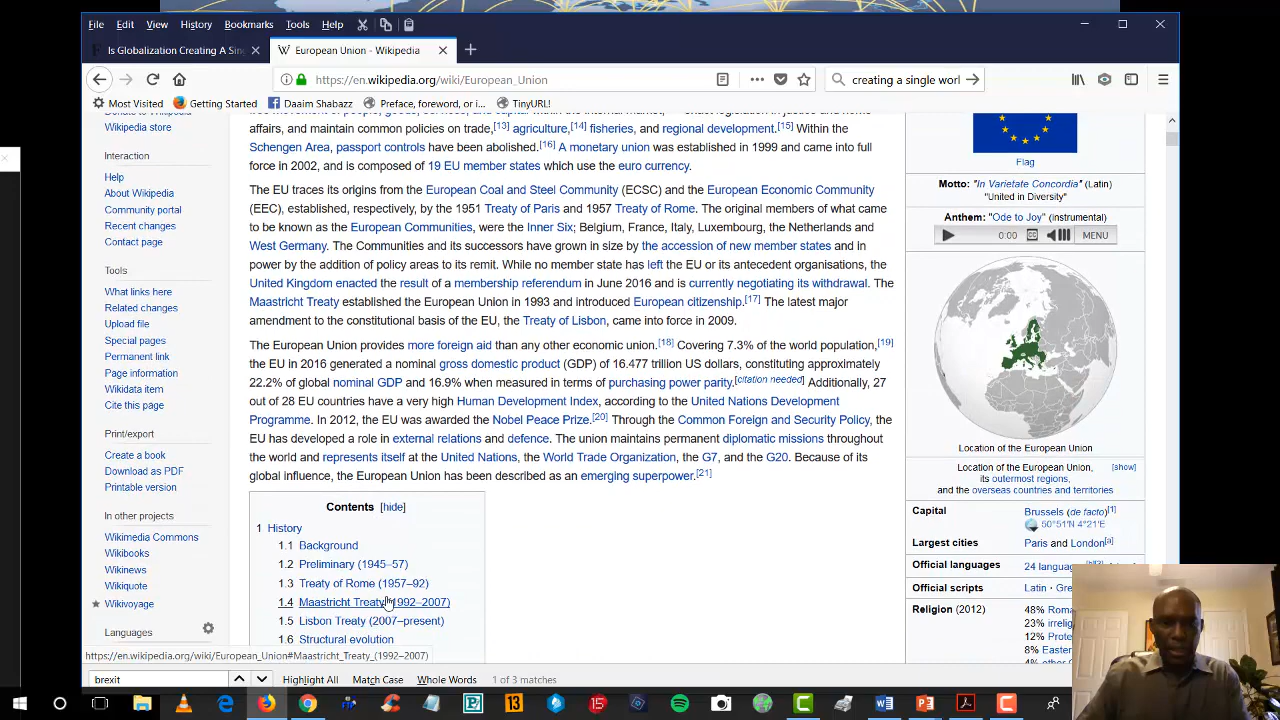 File Edit View History Bookmarks Tools Help
Is Globalization Creating A Sin
European Union - Wikipedia
https://en.wikipedia.org/wiki/European_Union
creating a single worl
Most Visited Getting Started Daaim Shabazz Preface, foreword, or i... TinyURL!
Wikipedia store
Interaction
Help
About Wikipedia
Community portal
Recent changes
Contact page
Tools
What links here
Related changes
Upload file
Special pages
Permanent link
Page information
Wikidata item
Cite this page
Print/export
Create a book
Download as PDF
Printable version
In other projects
Wikimedia Commons
Wikibooks
Wikinews
Wikiquote
Wikivoyage
Languages
affairs, and maintain common policies on trade,[13] agriculture,[14] fisheries, and regional development.[15] Within the
Schengen Area, passport controls have been abolished.[16] A monetary union was established in 1999 and came into full
force in 2002, and is composed of 19 EU member states which use the euro currency.
The EU traces its origins from the European Coal and Steel Community (ECSC) and the European Economic Community
(EEC), established, respectively, by the 1951 Treaty of Paris and 1957 Treaty of Rome. The original members of what came
to be known as the European Communities, were the Inner Six; Belgium, France, Italy, Luxembourg, the Netherlands and
West Germany. The Communities and its successors have grown in size by the accession of new member states and in
power by the addition of policy areas to its remit. While no member state has left the EU or its antecedent organisations, the
United Kingdom enacted the result of a membership referendum in June 2016 and is currently negotiating its withdrawal. The
Maastricht Treaty established the European Union in 1993 and introduced European citizenship.[17] The latest major
amendment to the constitutional basis of the EU, the Treaty of Lisbon, came into force in 2009.
The European Union provides more foreign aid than any other economic union.[18] Covering 7.3% of the world population,[19]
the EU in 2016 generated a nominal gross domestic product (GDP) of 16.477 trillion US dollars, constituting approximately
22.2% of global nominal GDP and 16.9% when measured in terms of purchasing power parity.[citation needed] Additionally, 27
out of 28 EU countries have a very high Human Development Index, according to the United Nations Development
Programme. In 2012, the EU was awarded the Nobel Peace Prize.[20] Through the Common Foreign and Security Policy, the
EU has developed a role in external relations and defence. The union maintains permanent diplomatic missions throughout
the world and represents itself at the United Nations, the World Trade Organization, the G7, and the G20. Because of its
global influence, the European Union has been described as an emerging superpower.[21]
Contents [hide]
1 History
1.1 Background
1.2 Preliminary (1945–57)
1.3 Treaty of Rome (1957–92)
1.4 Maastricht Treaty (1992–2007)
1.5 Lisbon Treaty (2007–present)
1.6 Structural evolution
Flag
Motto: "In Varietate Concordia" (Latin)
"United in Diversity"
Anthem: "Ode to Joy" (instrumental)
0:00 MENU
Location of the European Union
Location of the European Union, [show]
its outermost regions,
and the overseas countries and territories
Capital Brussels (de facto)[1]
50°51′N 4°21′E
Largest cities Paris and London[a]
Official languages 24 langua
Official scripts Latin · Gre
Religion (2012) 48% Rom
23% irreli
12% Prote
8% Easter
https://en.wikipedia.org/wiki/European_Union#Maastricht_Treaty_(1992–2007)
brexit Highlight All Match Case Whole Words 1 of 3 matches